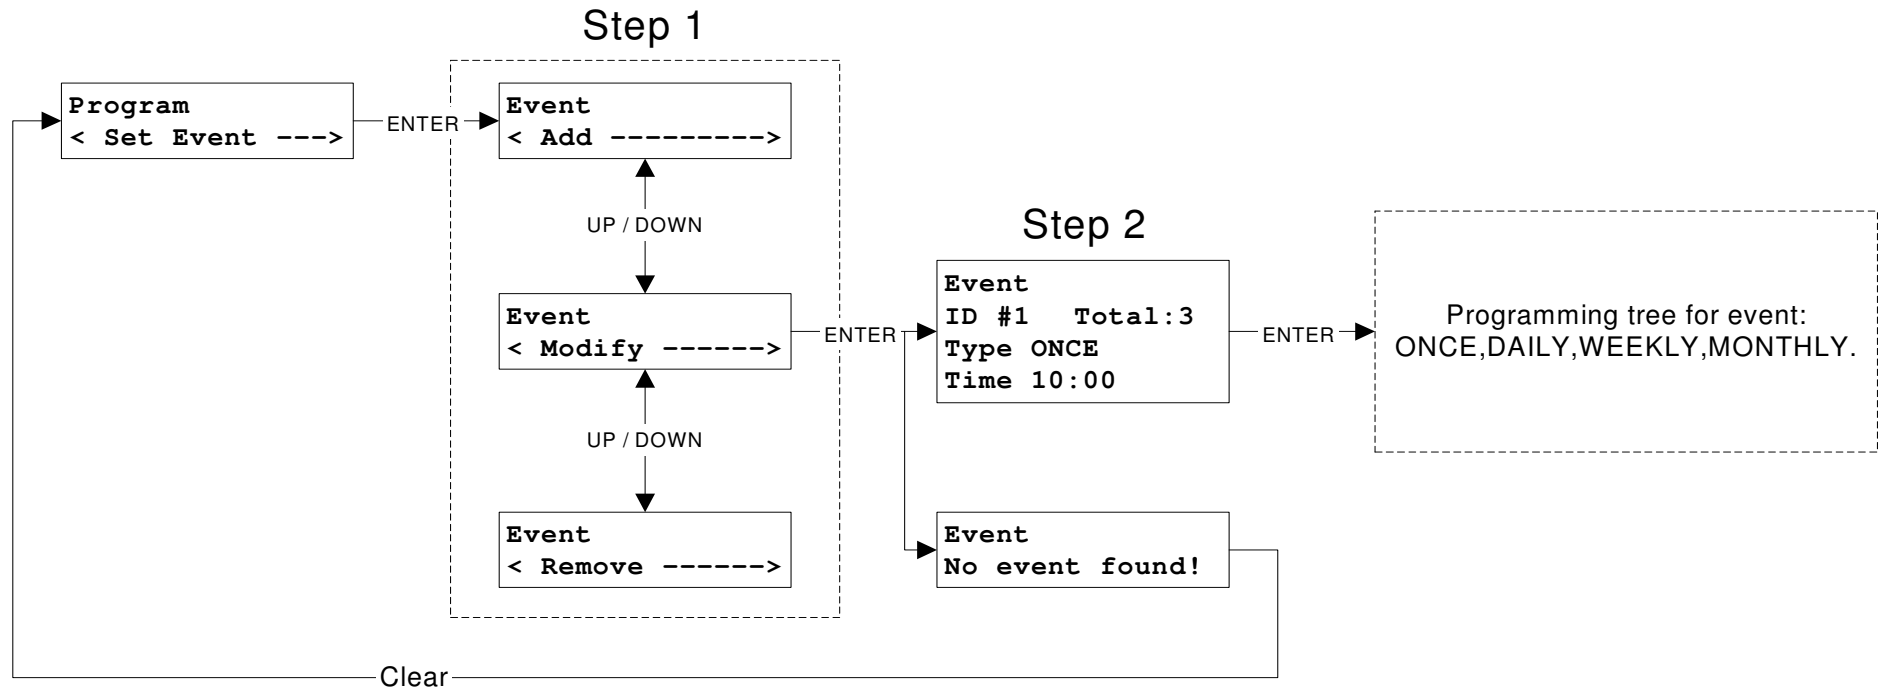 Step 1
Program
< Set Event --->
ENTER
Event
< Add --------->
UP / DOWN
Event
< Modify ------>
UP / DOWN
Event
< Remove ------>
ENTER
Step 2
Event
ID #1   Total:3
Type ONCE
Time 10:00
ENTER
Programming tree for event:
ONCE,DAILY,WEEKLY,MONTHLY.
Event
No event found!
Clear